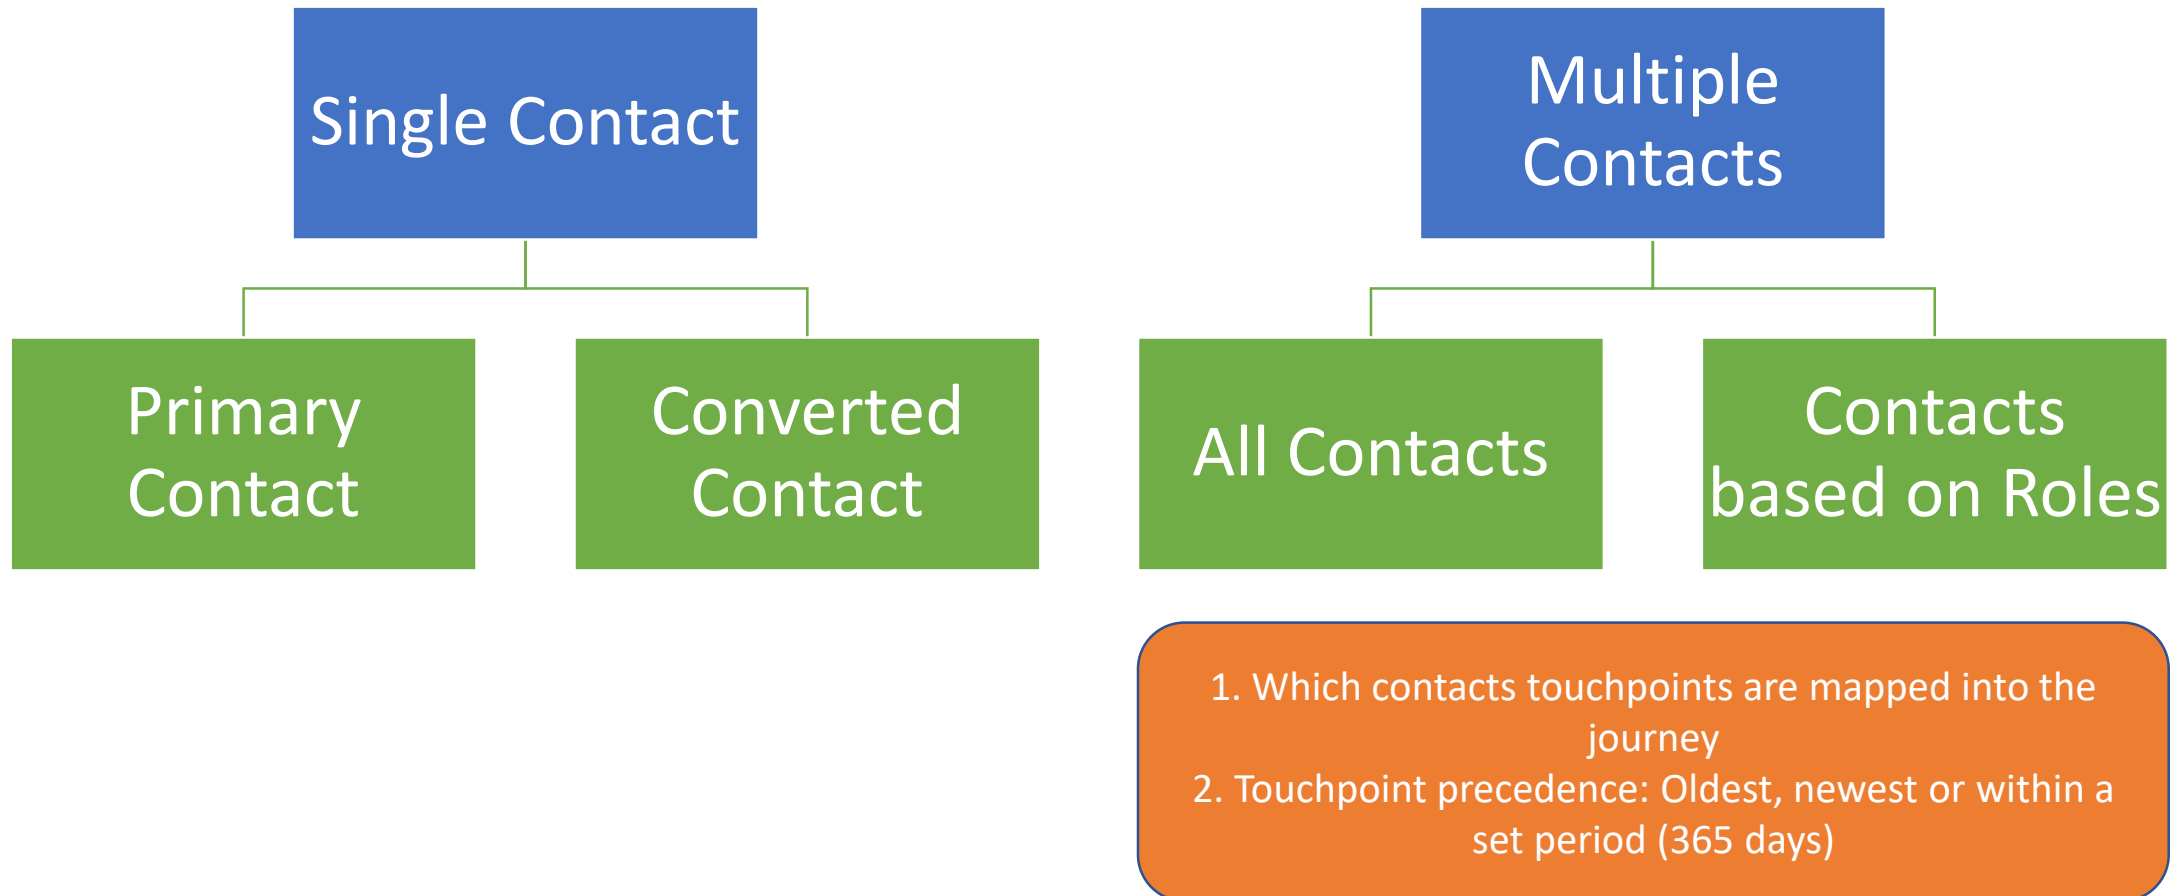 Single Contact
Multiple
Contacts
Primary
Contact
Converted
Contact
All Contacts
Contacts
based on Roles
1. Which contacts touchpoints are mapped into the
journey
2. Touchpoint precedence: Oldest, newest or within a
set period (365 days)